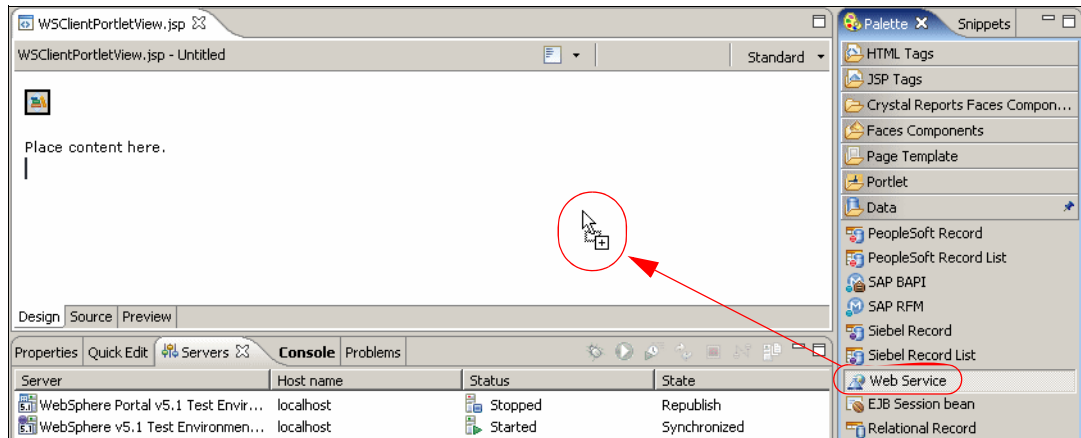 WSClientPortletView.jsp
WSClientPortletView.jsp - Untitled
Standard
Place content here.
Design Source Preview
Properties Quick Edit Servers Console Problems
Server Host name Status State
WebSphere Portal v5.1 Test Envir... localhost Stopped Republish
WebSphere v5.1 Test Environmen... localhost Started Synchronized
Palette Snippets
HTML Tags
JSP Tags
Crystal Reports Faces Compon...
Faces Components
Page Template
Portlet
Data
PeopleSoft Record
PeopleSoft Record List
SAP BAPI
SAP RFM
Siebel Record
Siebel Record List
Web Service
EJB Session bean
Relational Record